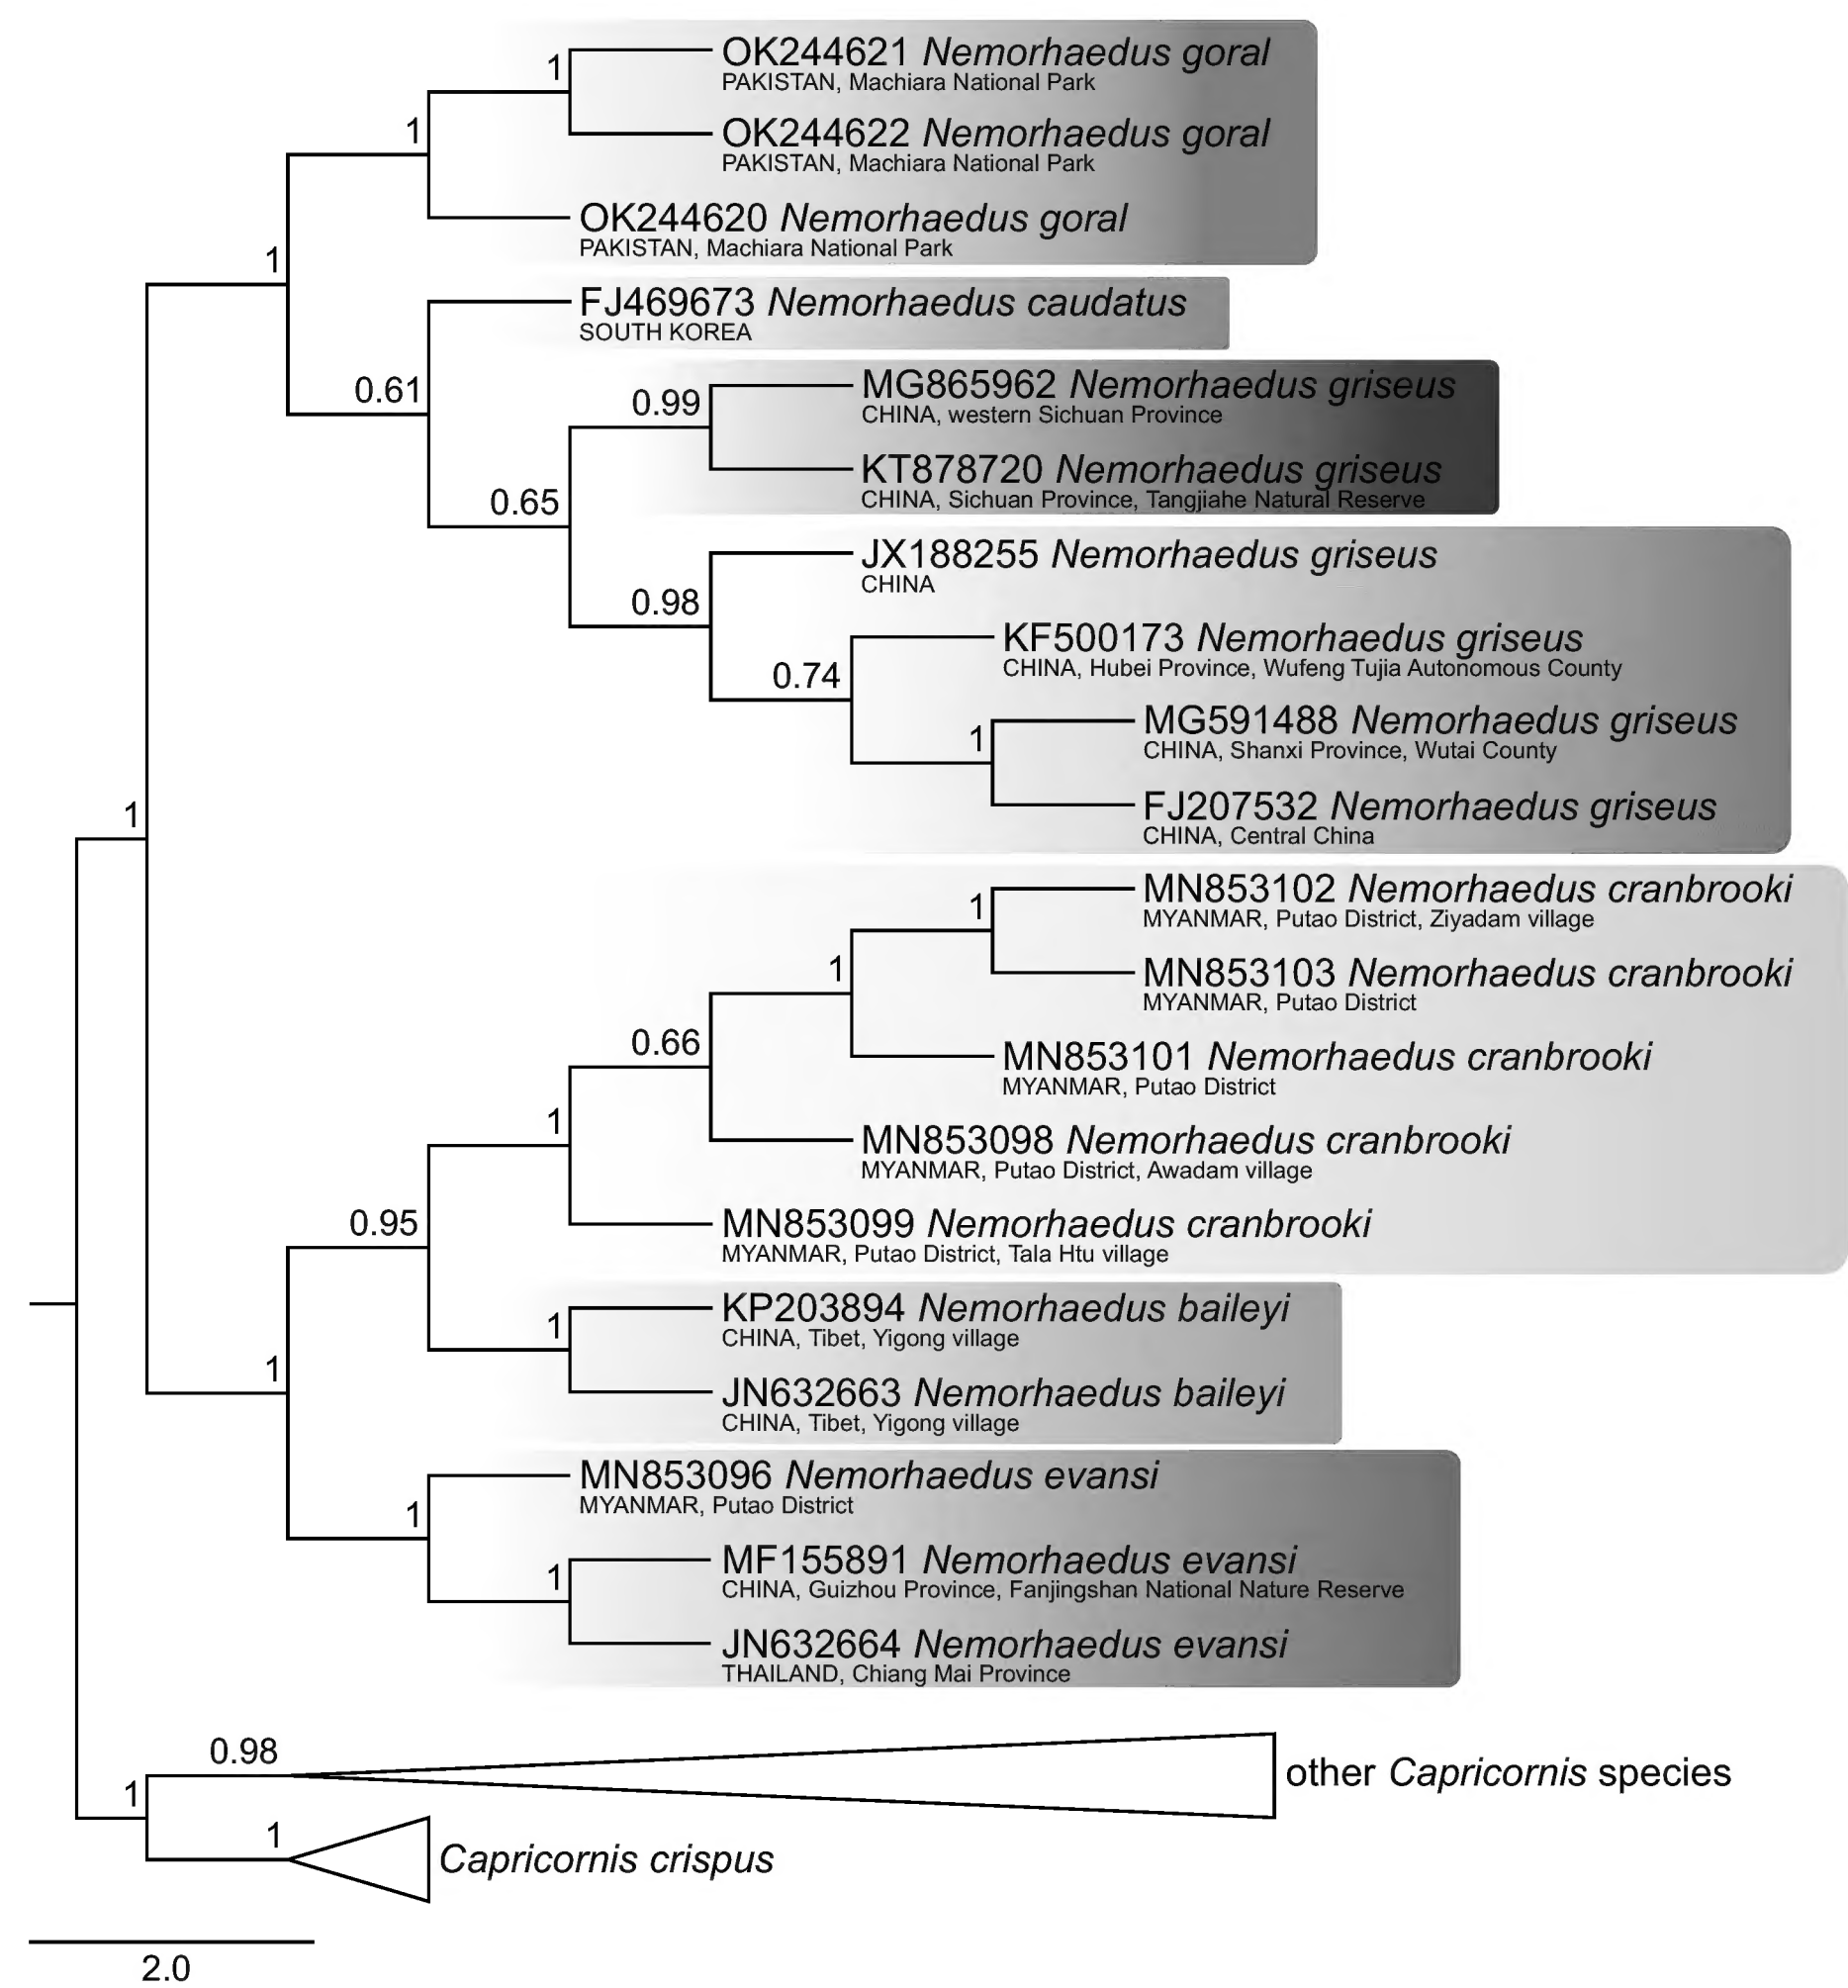 1
OK244621 Nemorhaedus goral
PAKISTAN, Machiara National Park
1
OK244622 Nemorhaedus goral
PAKISTAN, Machiara National Park
OK244620 Nemorhaedus goral
PAKISTAN, Machiara National Park
1
FJ469673 Nemorhaedus caudatus
SOUTH KOREA
0.61
0.99
MG865962 Nemorhaedus griseus
CHINA, western Sichuan Province
KT878720 Nemorhaedus griseus
CHINA, Sichuan Province, Tangjiahe Natural Reserve
0.65
JX188255 Nemorhaedus griseus
CHINA
0.98
KF500173 Nemorhaedus griseus
CHINA, Hubei Province, Wufeng Tujia Autonomous County
0.74
1
MG591488 Nemorhaedus griseus
CHINA, Shanxi Province, Wutai County
FJ207532 Nemorhaedus griseus
CHINA, Central China
1
1
MN853102 Nemorhaedus cranbrooki
MYANMAR, Putao District, Ziyadam village
1
MN853103 Nemorhaedus cranbrooki
MYANMAR, Putao District
0.66
MN853101 Nemorhaedus cranbrooki
MYANMAR, Putao District
1
MN853098 Nemorhaedus cranbrooki
MYANMAR, Putao District, Awadam village
0.95
MN853099 Nemorhaedus cranbrooki
MYANMAR, Putao District, Tala Htu village
1
KP203894 Nemorhaedus baileyi
CHINA, Tibet, Yigong village
1
JN632663 Nemorhaedus baileyi
CHINA, Tibet, Yigong village
MN853096 Nemorhaedus evansi
MYANMAR, Putao District
1
1
MF155891 Nemorhaedus evansi
CHINA, Guizhou Province, Fanjingshan National Nature Reserve
JN632664 Nemorhaedus evansi
THAILAND, Chiang Mai Province
0.98
other Capricornis species
1
1
Capricornis crispus
2.0